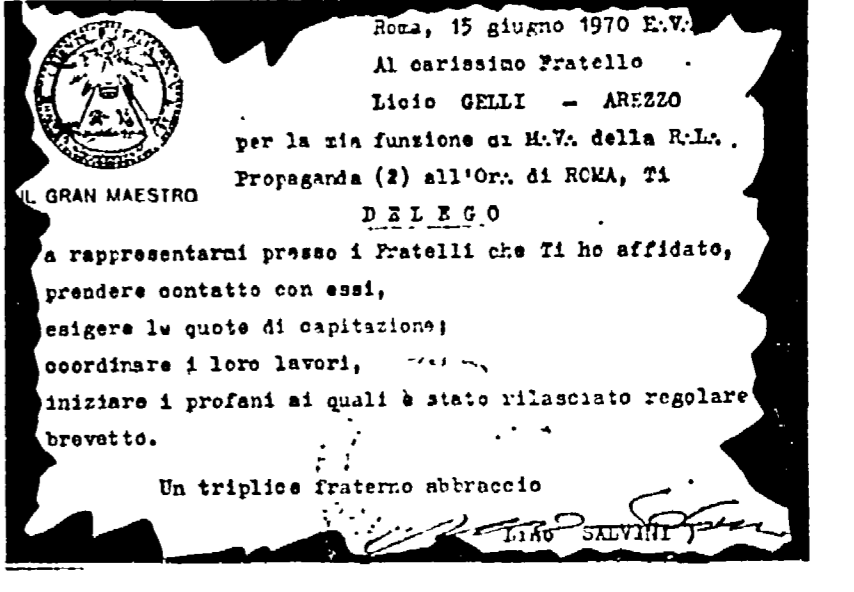 Roma, 15 giugno 1970 E∴V∴
Al carissimo Fratello
Licio GELLI - AREZZO
per la mia funzione di M∴V∴ della R∴L∴
Propaganda (2) all'Or∴ di ROMA, Ti
IL GRAN MAESTRO
D E L E G O
a rappresentarmi presso i Fratelli che Ti ho affidato,
prendere contatto con essi,
esigere le quote di capitazione;
coordinare i loro lavori,
iniziare i profani ai quali è stato rilasciato regolare
brevetto.
Un triplice fraterno abbraccio
Lino SALVINI